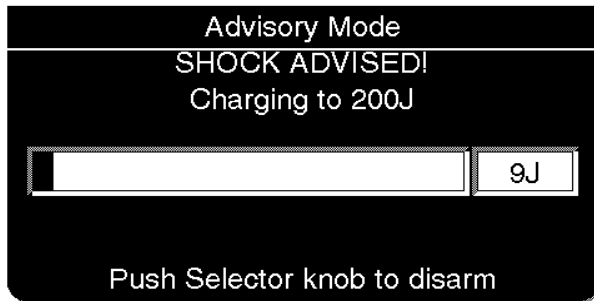 Advisory Mode
SHOCK ADVISED!
Charging to 200J
9J
Push Selector knob to disarm